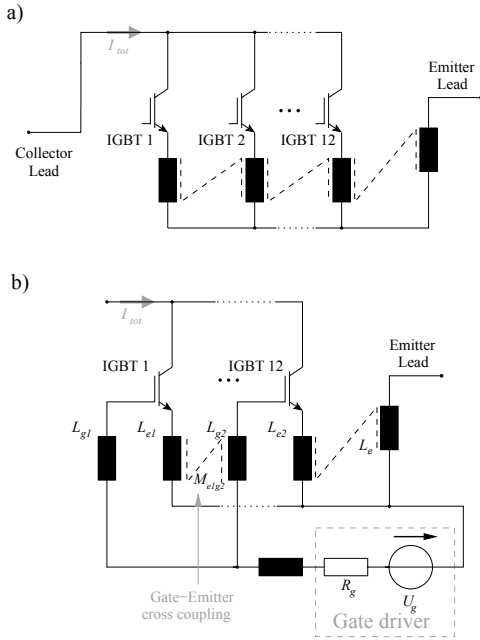 a)
I_tot
Emitter
Lead
IGBT 1
IGBT 2
IGBT 12
Collector
Lead
b)
I_tot
IGBT 1
IGBT 12
Emitter
Lead
L_g1
L_e1
L_g2
L_e2
L_e
M_e1g2
Gate−Emitter
cross coupling
R_g
U_g
Gate driver